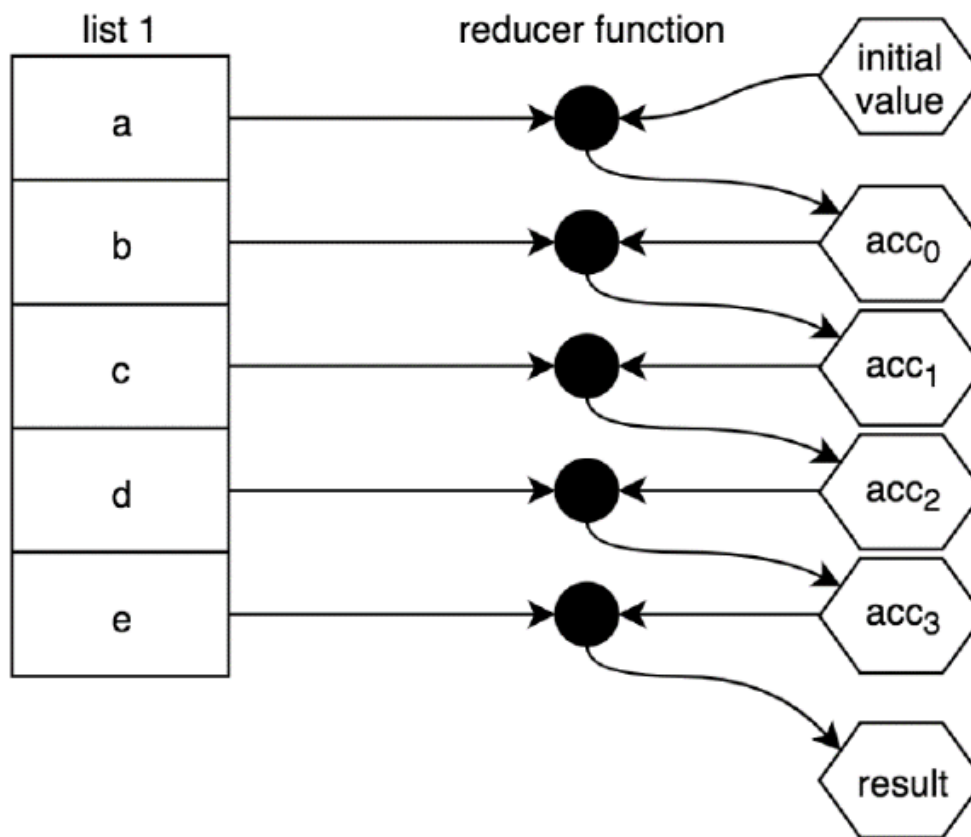 list 1
reducer function
initial
value
a
b
acc₀
c
acc₁
d
acc₂
e
acc₃
result